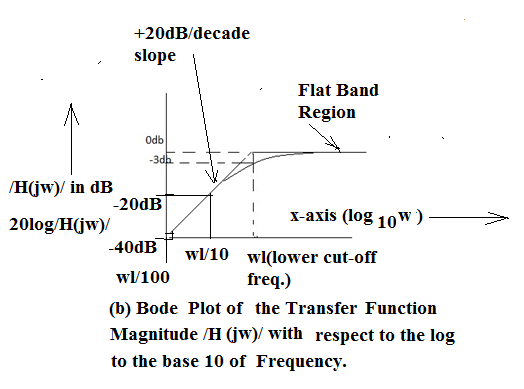 +20dB/decade
slope
Flat Band
Region
0db
-3db
/H(jw)/ in dB
20log/H(jw)/
-20dB
x-axis (log 10 w )
-40dB
wl/10
wl(lower cut-off
freq.)
wl/100
(b) Bode Plot of the Transfer Function
Magnitude /H (jw)/ with respect to the log
to the base 10 of Frequency.